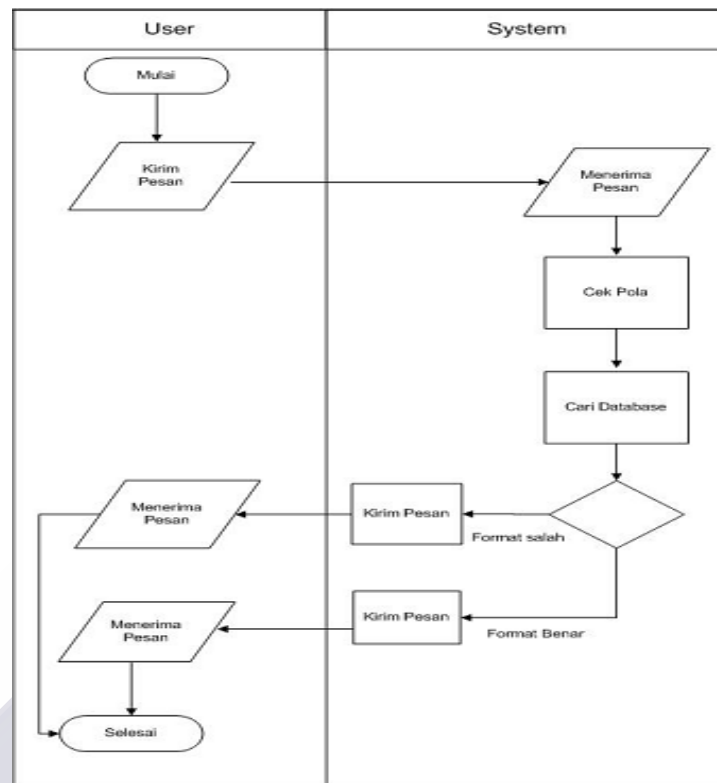 User
System
Mulai
Kirim
Pesan
Menerima
Pesan
Cek Pola
Cari Database
Menerima
Pesan
Kirim Pesan
Format salah
Menerima
Pesan
Kirim Pesan
Format Benar
Selesai